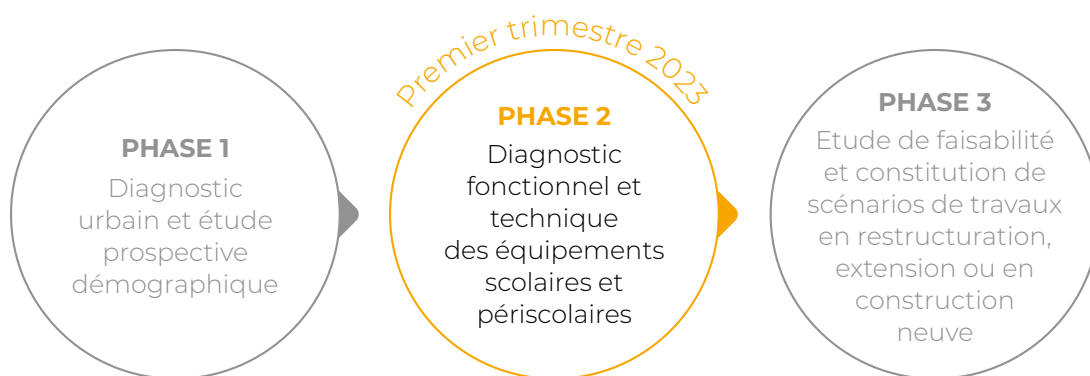 PHASE 1
Diagnostic
urbain et étude
prospective
démographique
Premier trimestre 2023
PHASE 2
Diagnostic
fonctionnel et
technique
des équipements
scolaires et
périscolaires
PHASE 3
Etude de faisabilité
et constitution de
scénarios de travaux
en restructuration,
extension ou en
construction
neuve